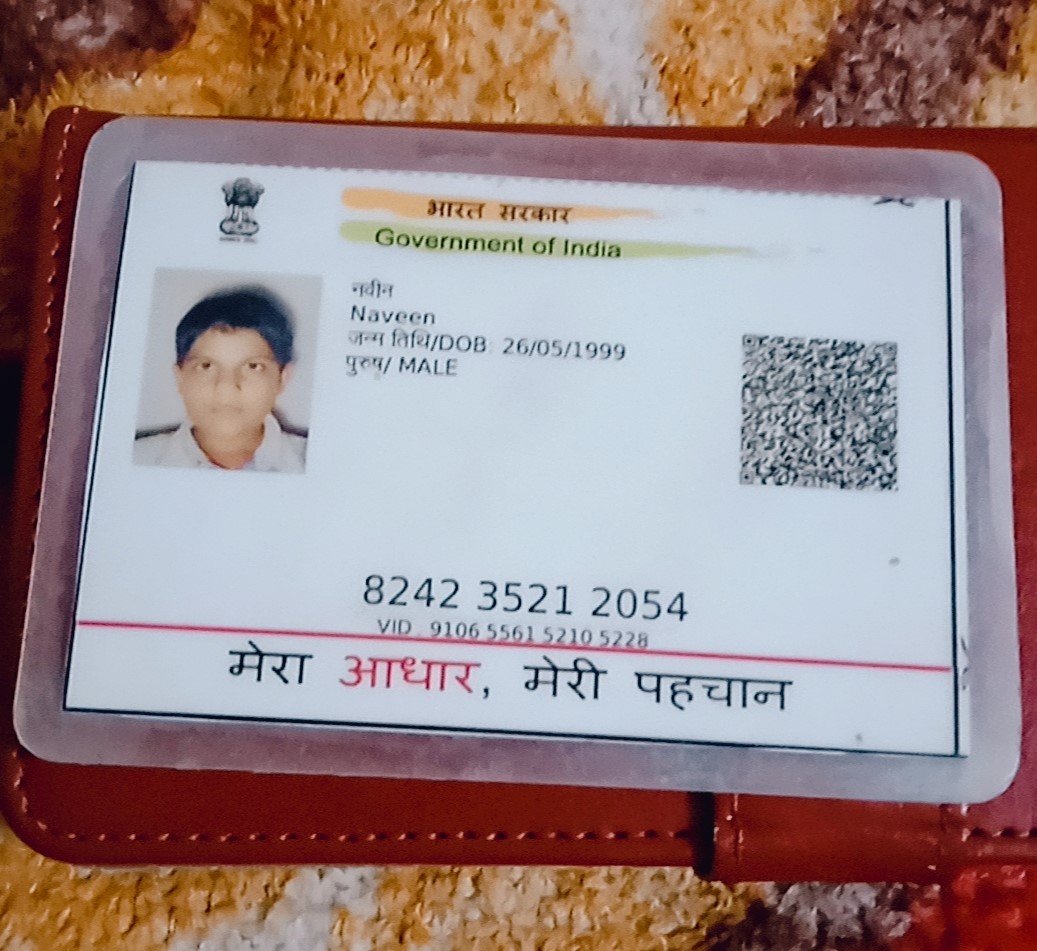 भारत सरकार
Government of India
नवीन
Naveen
जन्म तिथि/DOB: 26/05/1999
पुरुष/ MALE
8242 3521 2054
VID : 9106 5561 5210 5228
मेरा आधार, मेरी पहचान